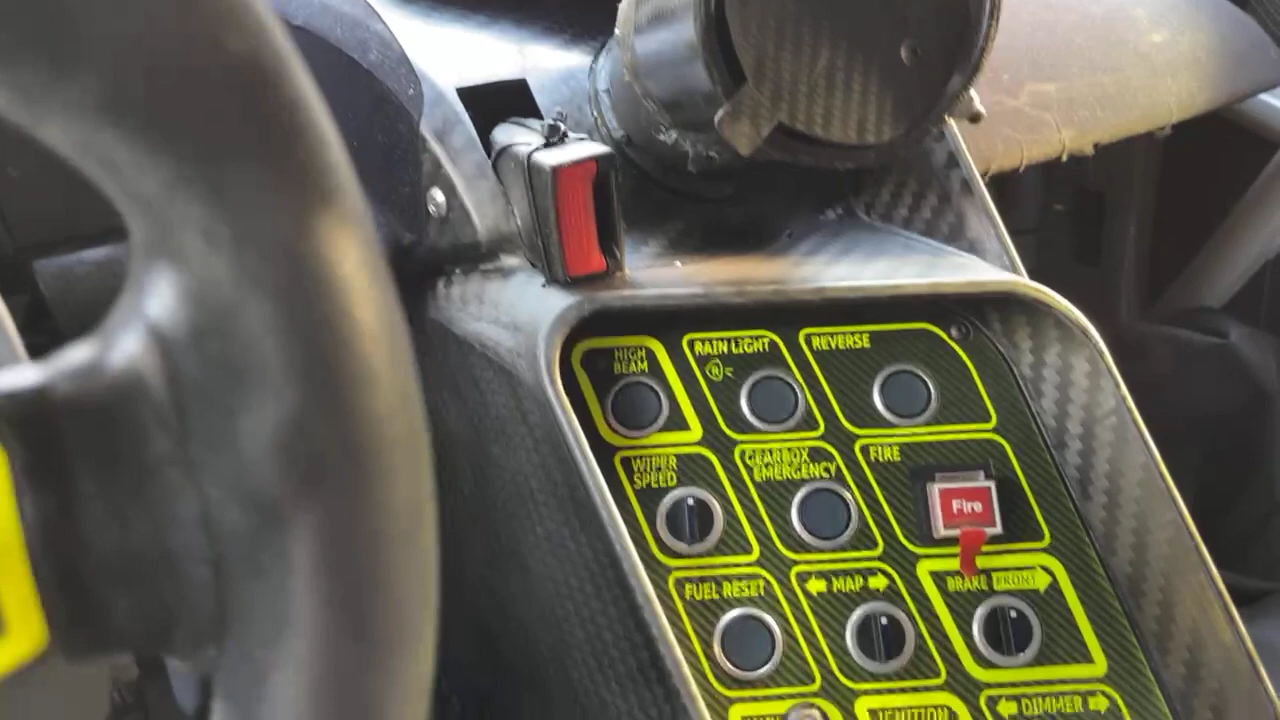 HIGH
BEAM
RAIN LIGHT
R
REVERSE
WIPER
SPEED
GEARBOX
EMERGENCY
FIRE
Fire
FUEL RESET
MAP
BRAKE FRONT
IGNITION
DIMMER